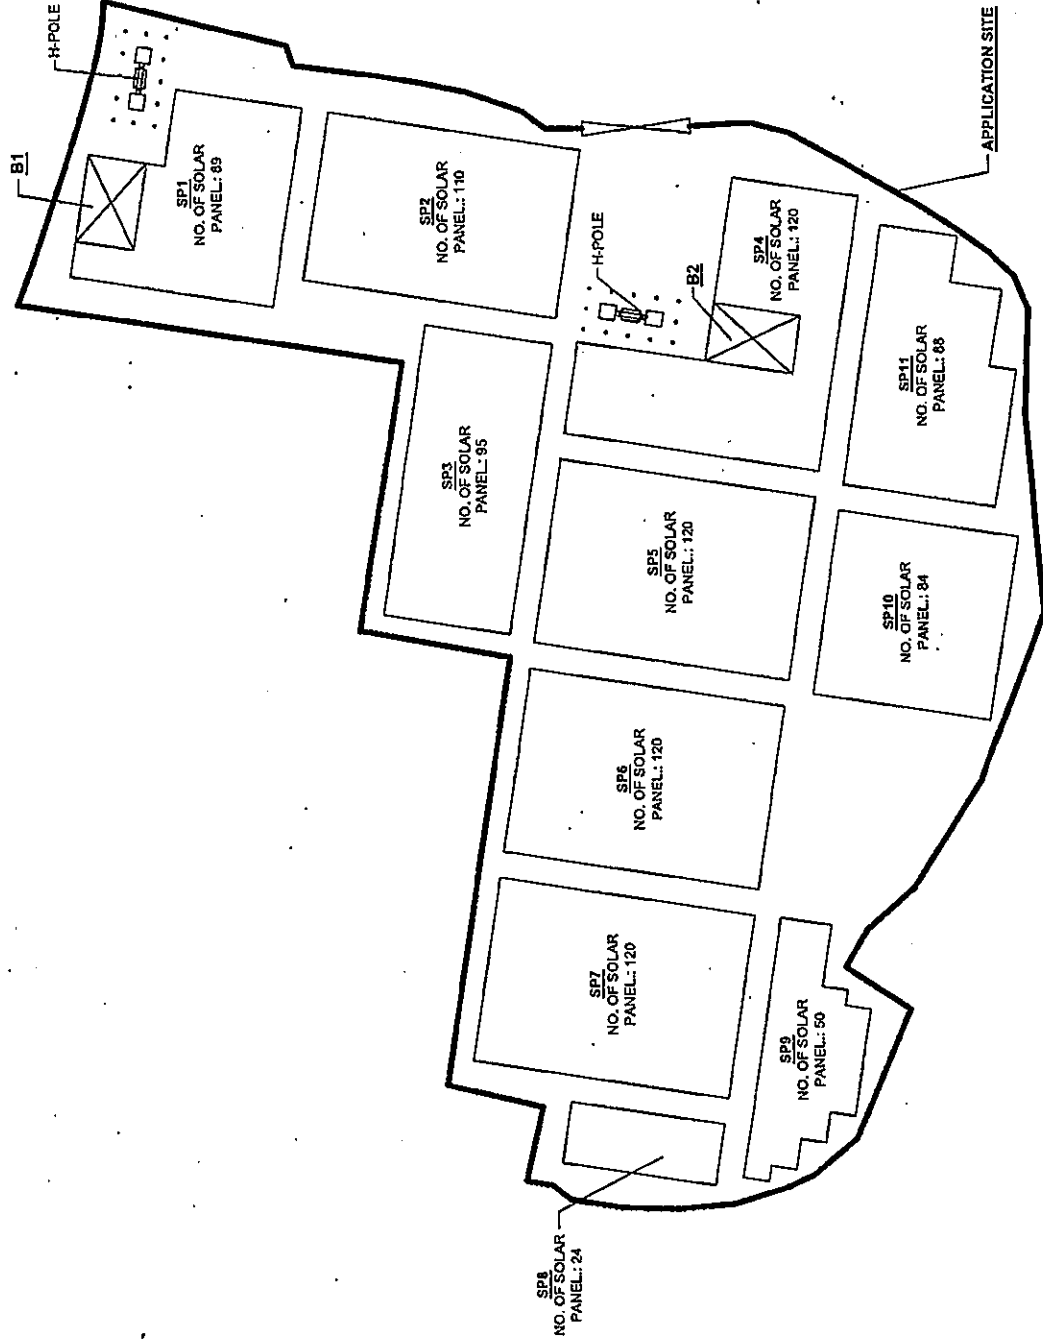 H-POLE
B1
SP1
NO. OF SOLAR
PANEL.: 89
SP2
NO. OF SOLAR
PANEL.: 110
H-POLE
B2
SP4
NO. OF SOLAR
PANEL.: 120
APPLICATION SITE
SP3
NO. OF SOLAR
PANEL.: 95
SP11
NO. OF SOLAR
PANEL.: 88
SP5
NO. OF SOLAR
PANEL.: 120
SP10
NO. OF SOLAR
PANEL.: 84
SP6
NO. OF SOLAR
PANEL.: 120
SP7
NO. OF SOLAR
PANEL.: 120
SP9
NO. OF SOLAR
PANEL.: 50
SP8
NO. OF SOLAR
PANEL.: 24